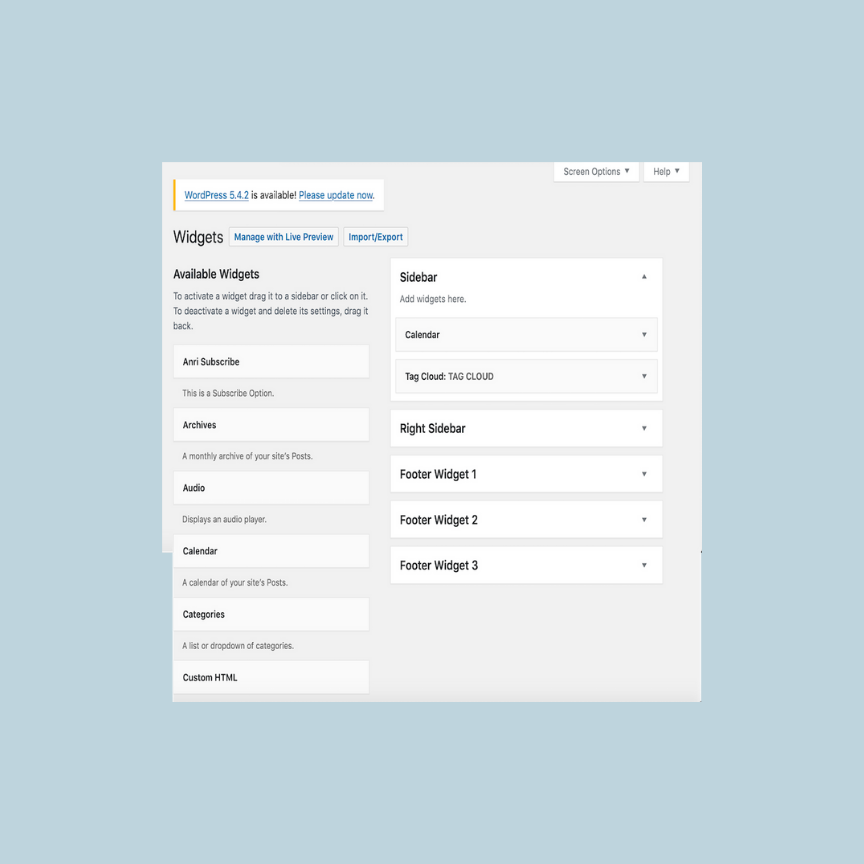 Screen Options ▼ Help ▼
WordPress 5.4.2 is available! Please update now.
Widgets Manage with Live Preview Import/Export
Available Widgets
To activate a widget drag it to a sidebar or click on it.
To deactivate a widget and delete its settings, drag it
back.
Anri Subscribe
This is a Subscribe Option.
Archives
A monthly archive of your site's Posts.
Audio
Displays an audio player.
Calendar
A calendar of your site's Posts.
Categories
A list or dropdown of categories.
Custom HTML
Sidebar ▲
Add widgets here.
Calendar ▼
Tag Cloud: TAG CLOUD ▼
Right Sidebar ▼
Footer Widget 1 ▼
Footer Widget 2 ▼
Footer Widget 3 ▼